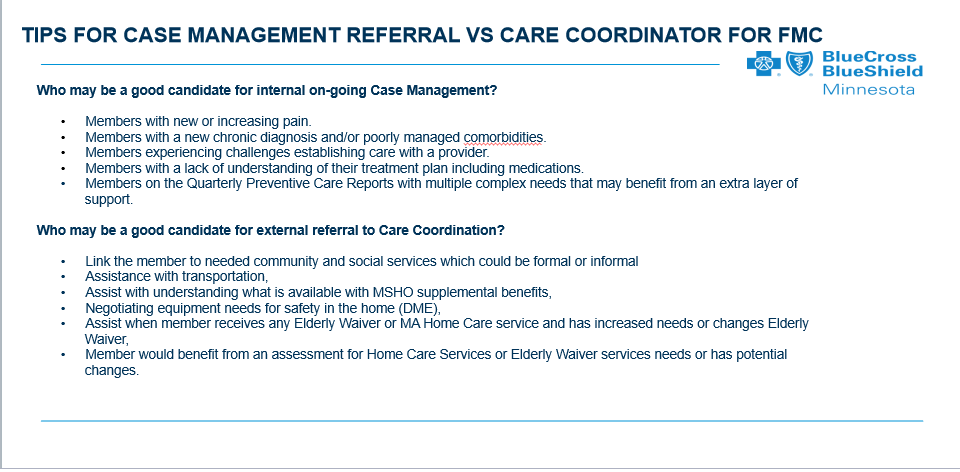 TIPS FOR CASE MANAGEMENT REFERRAL VS CARE COORDINATOR FOR FMC
BlueCross
BlueShield
Minnesota
Who may be a good candidate for internal on-going Case Management?
• Members with new or increasing pain.
• Members with a new chronic diagnosis and/or poorly managed comorbidities.
• Members experiencing challenges establishing care with a provider.
• Members with a lack of understanding of their treatment plan including medications.
• Members on the Quarterly Preventive Care Reports with multiple complex needs that may benefit from an extra layer of
support.
Who may be a good candidate for external referral to Care Coordination?
• Link the member to needed community and social services which could be formal or informal
• Assistance with transportation,
• Assist with understanding what is available with MSHO supplemental benefits,
• Negotiating equipment needs for safety in the home (DME),
• Assist when member receives any Elderly Waiver or MA Home Care service and has increased needs or changes Elderly
Waiver,
• Member would benefit from an assessment for Home Care Services or Elderly Waiver services needs or has potential
changes.